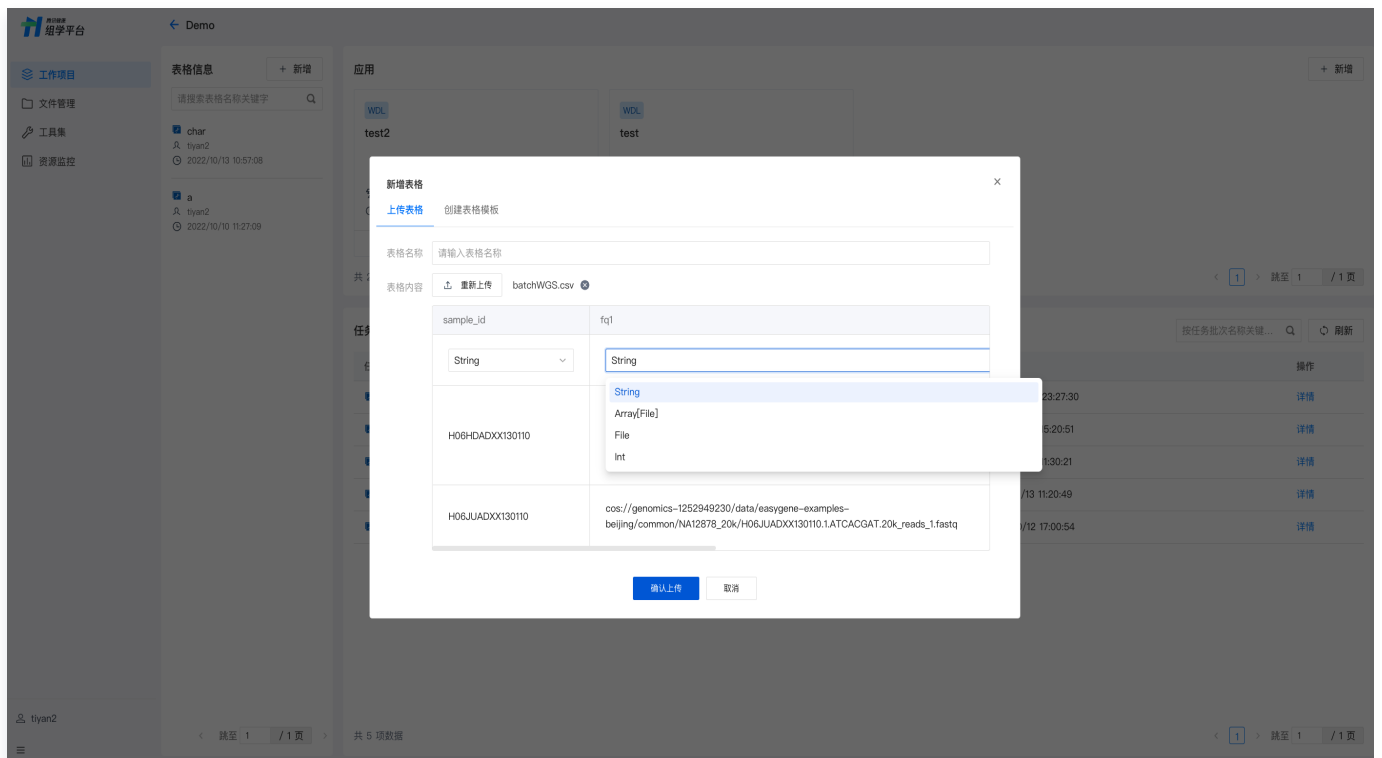 腾讯健康
组学平台
Demo
工作项目
文件管理
工具集
资源监控
表格信息
+ 新增
请搜索表格名称关键字
char
tiyan2
2022/10/13 10:57:08
a
tiyan2
2022/10/10 11:27:09
应用
+ 新增
WDL
test2
WDL
test
新增表格
上传表格
创建表格模板
表格名称
请输入表格名称
表格内容
重新上传
batchWGS.csv
sample_id
fq1
String
String
String
Array[File]
File
Int
H06HDADXX130110
H06JUADXX130110
cos://genomics-1252949230/data/easygene-examples-
beijing/common/NA12878_20k/H06JUADXX130110.1.ATCACGAT.20k_reads_1.fastq
确认上传
取消
共 2
1
跳至 1 / 1 页
任务
按任务批次名称关键...
刷新
操作
23:27:30
详情
5:20:51
详情
1:30:21
详情
/13 11:20:49
详情
/12 17:00:54
详情
tiyan2
跳至 1 / 1 页
共 5 项数据
1
跳至 1 / 1 页